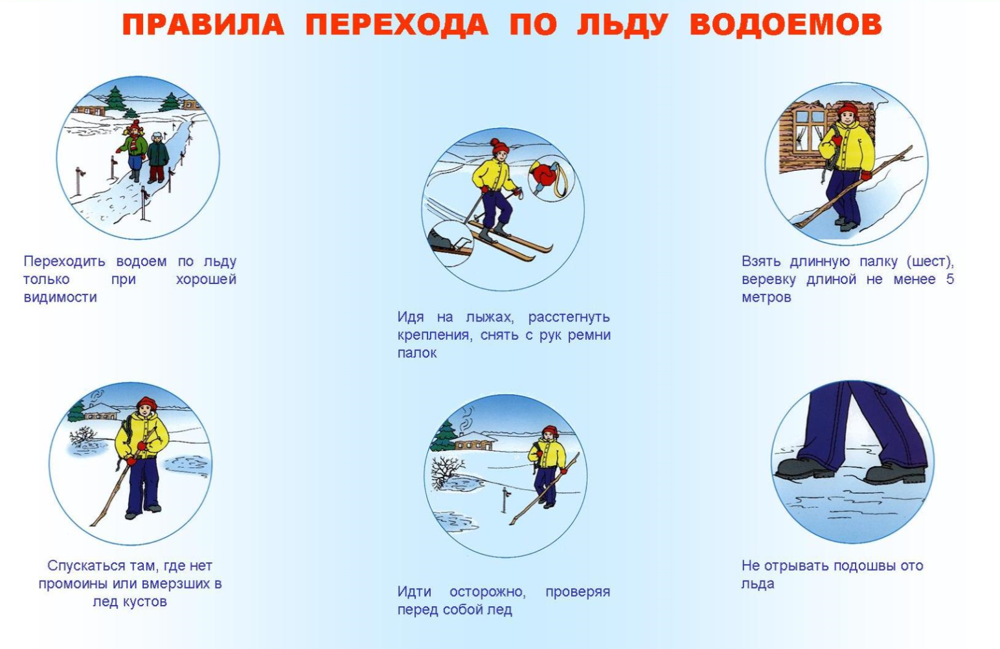 ПРАВИЛА ПЕРЕХОДА ПО ЛЬДУ ВОДОЕМОВ
Переходить водоем по льду
только при хорошей
видимости
Идя на лыжах, расстегнуть
крепления, снять с рук ремни
палок
Взять длинную палку (шест),
веревку длиной не менее 5
метров
Спускаться там, где нет
промоины или вмерзших в
лед кустов
Идти осторожно, проверяя
перед собой лед
Не отрывать подошвы ото
льда